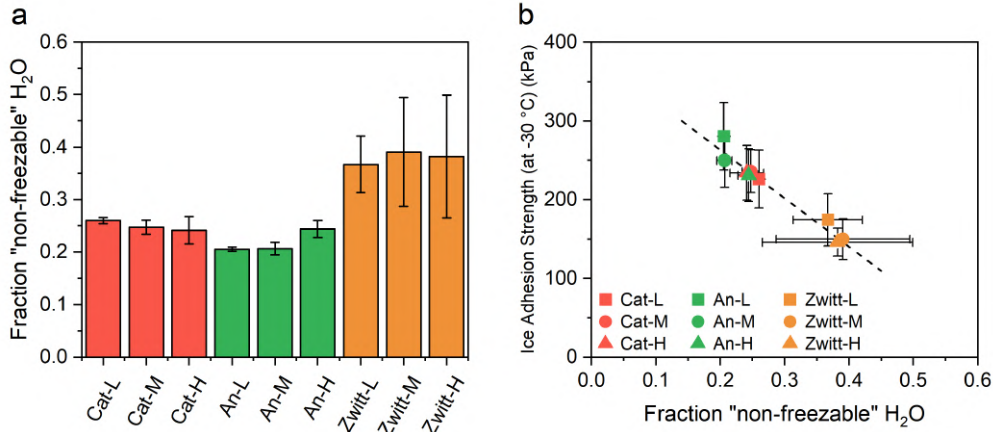 a
Fraction "non-freezable" H₂O
0.6
0.5
0.4
0.3
0.2
0.1
0.0
Cat-L
Cat-M
Cat-H
An-L
An-M
An-H
Zwitt-L
Zwitt-M
Zwitt-H
b
Ice Adhesion Strength (at -30 °C) (kPa)
400
300
200
100
0
Cat-L An-L Zwitt-L
Cat-M An-M Zwitt-M
Cat-H An-H Zwitt-H
0.0 0.1 0.2 0.3 0.4 0.5 0.6
Fraction "non-freezable" H₂O